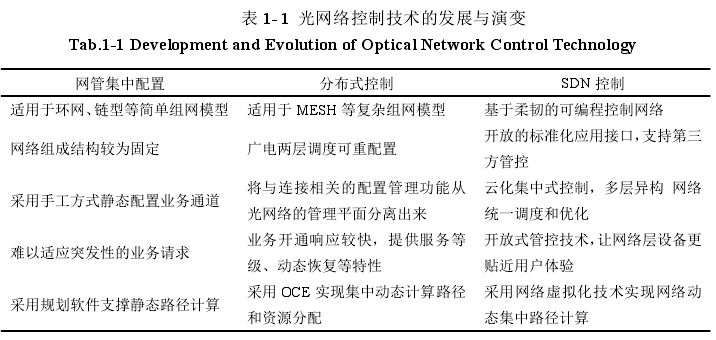 表 1-1 光网络控制技术的发展与演变
Tab.1-1 Development and Evolution of Optical Network Control Technology
网管集中配置 分布式控制 SDN 控制
适用于环网、链型等简单组网模型 适用于 MESH 等复杂组网模型 基于柔韧的可编程控制网络
网络组成结构较为固定 广电两层调度可重配置 开放的标准化应用接口，支持第三
方管控
采用手工方式静态配置业务通道 将与连接相关的配置管理功能从
光网络的管理平面分离出来 云化集中式控制，多层异构 网络
统一调度和优化
难以适应突发性的业务请求 业务开通响应较快，提供服务等
级、动态恢复等特性 开放式管控技术，让网络层设备更
贴近用户体验
采用规划软件支撑静态路径计算 采用 OCE 实现集中动态计算路径
和资源分配 采用网络虚拟化技术实现网络动
态集中路径计算